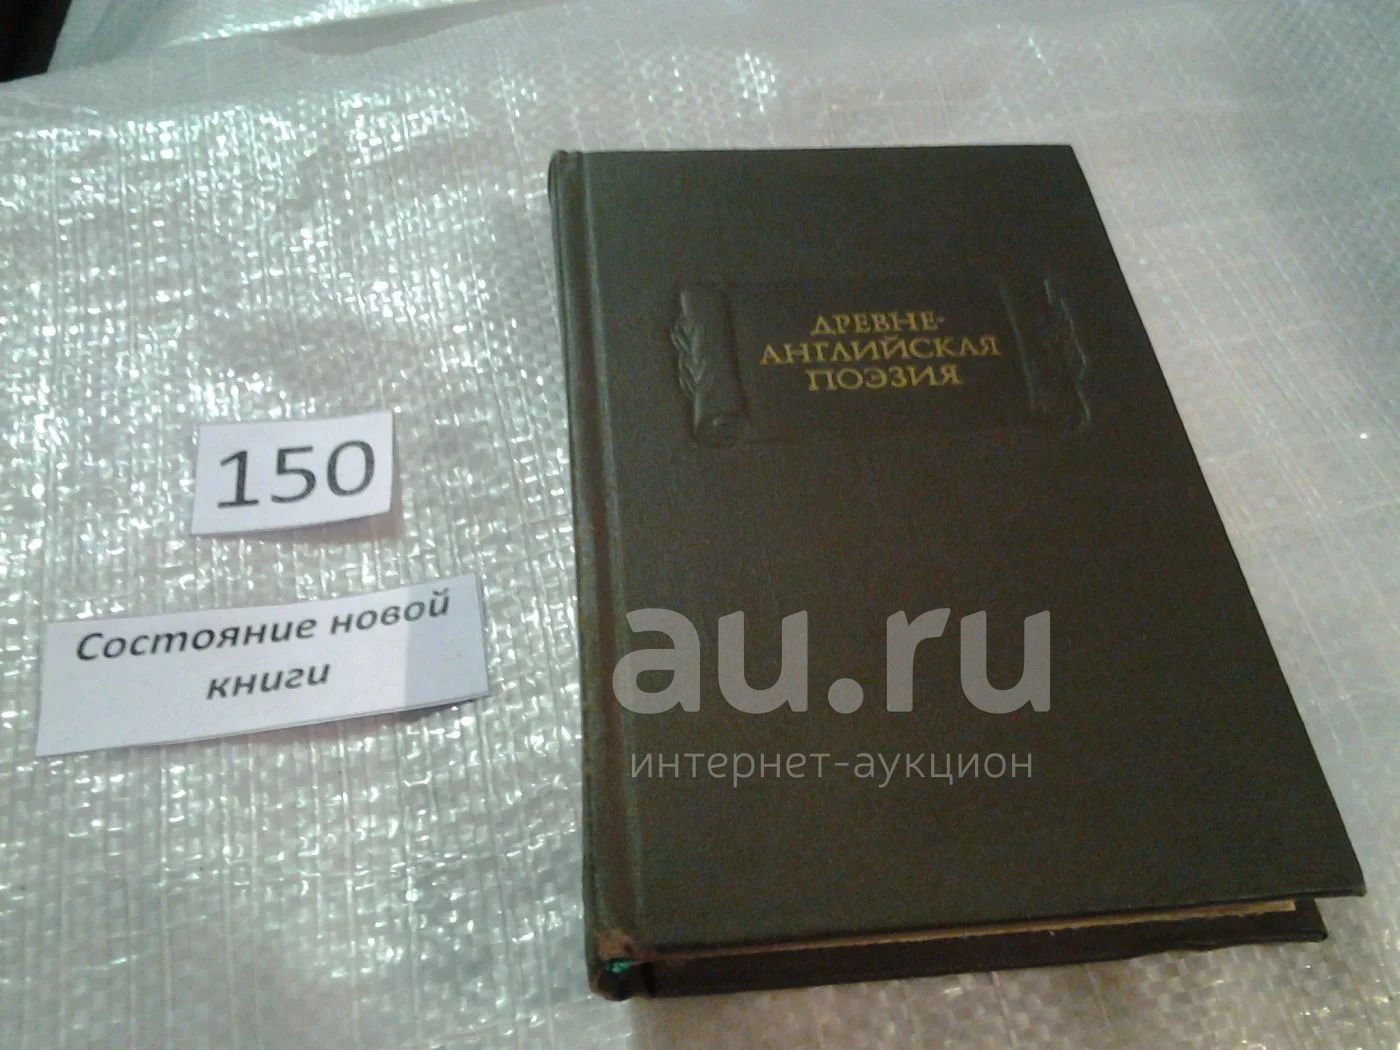 ДРЕВНЕ-
АНГЛИЙСКАЯ
ПОЭЗИЯ
150
Состояние новой
книги
au.ru
интернет-аукцион